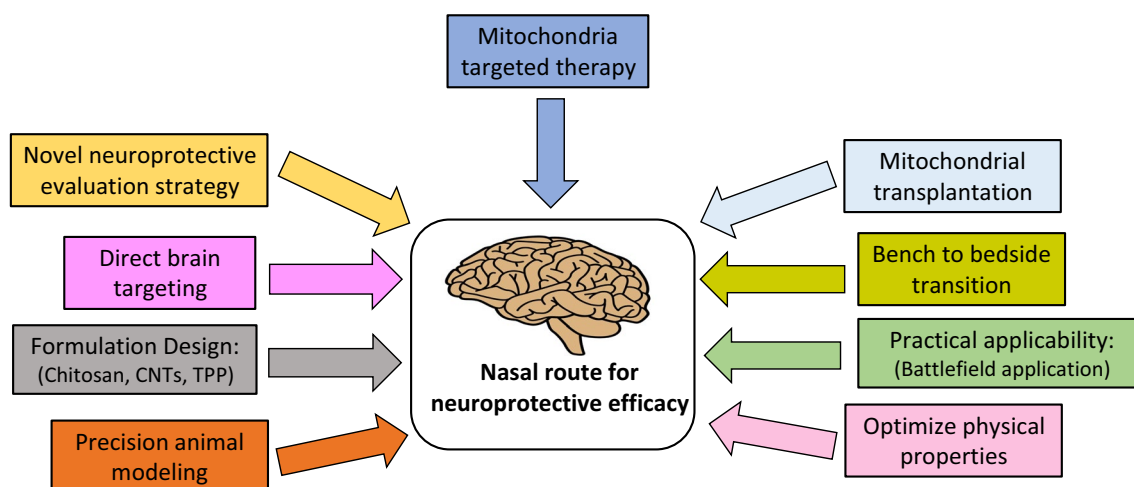 Mitochondria
targeted therapy
Novel neuroprotective
evaluation strategy
Mitochondrial
transplantation
Direct brain
targeting
Bench to bedside
transition
Formulation Design:
(Chitosan, CNTs, TPP)
Practical applicability:
(Battlefield application)
Nasal route for
neuroprotective efficacy
Precision animal
modeling
Optimize physical
properties